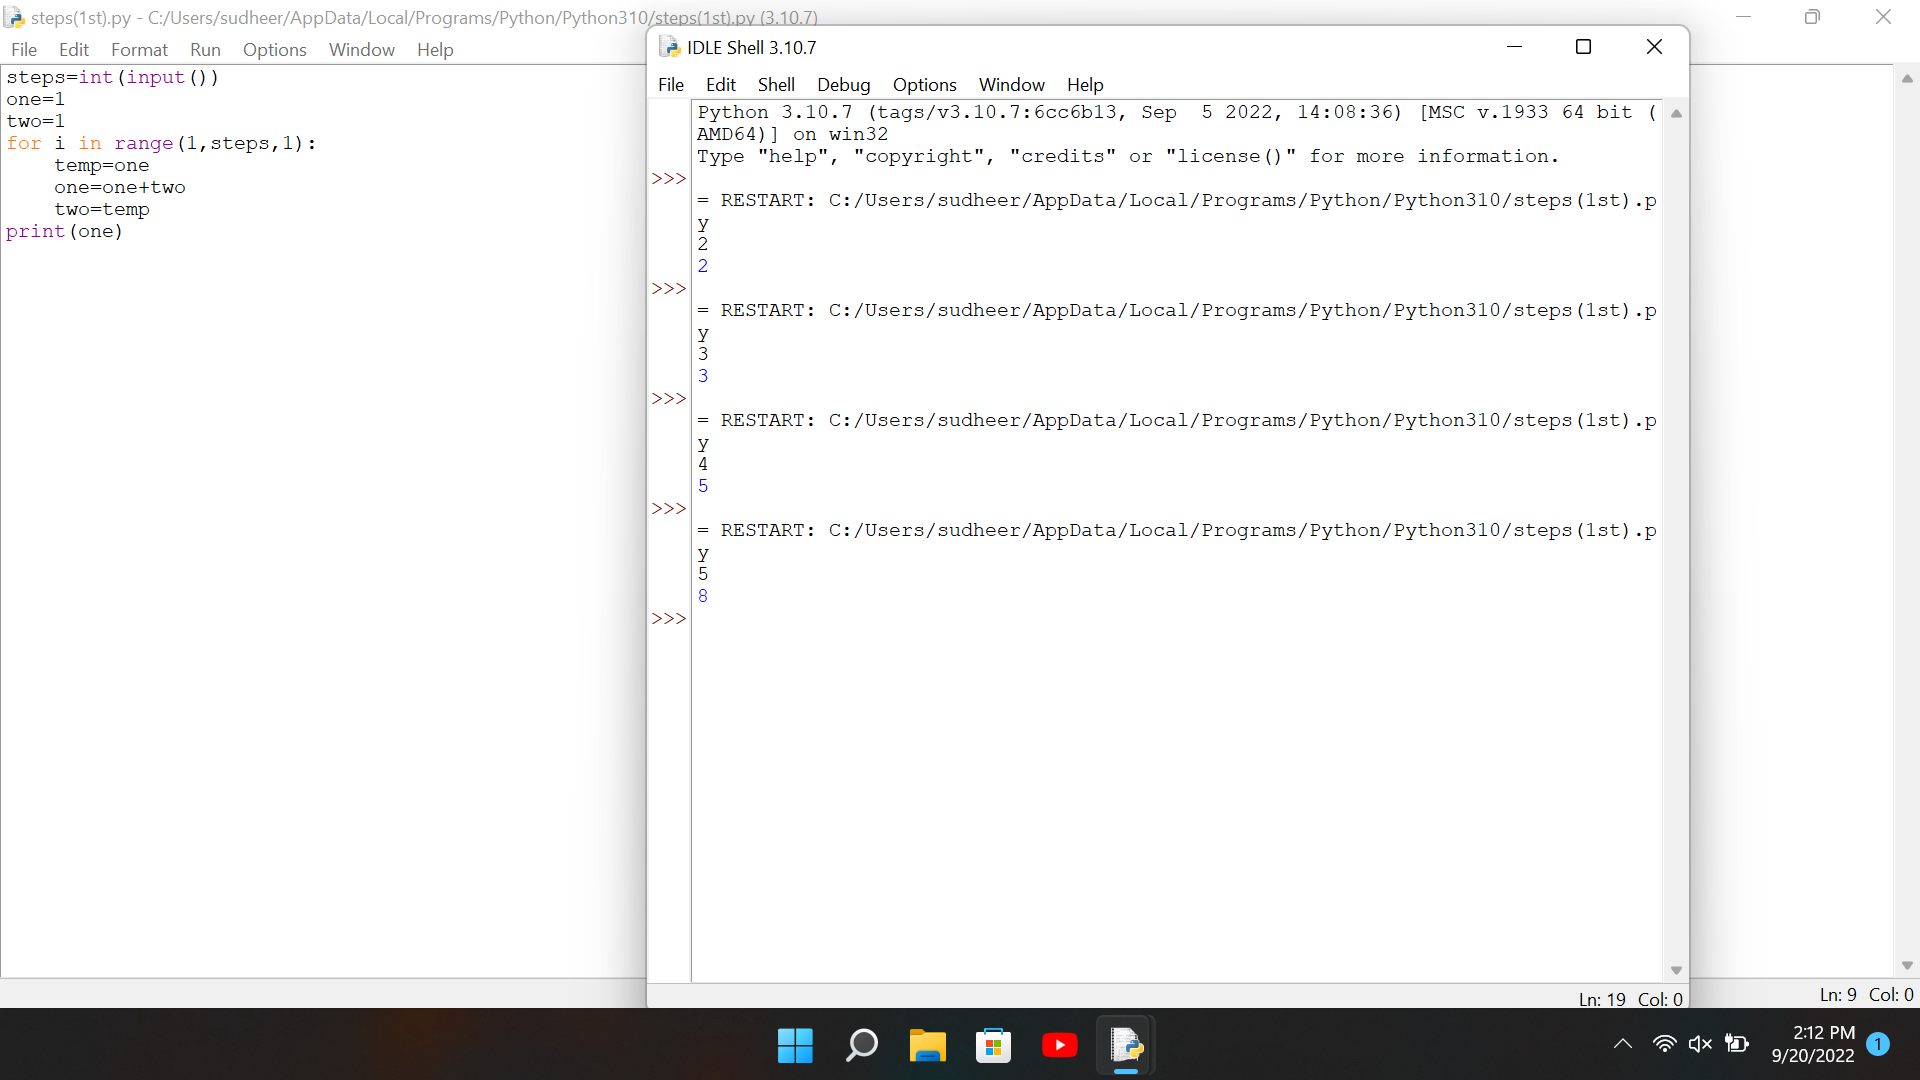 steps(1st).py - C:/Users/sudheer/AppData/Local/Programs/Python/Python310/steps(1st).py (3.10.7)
File Edit Format Run Options Window Help
steps=int(input())
one=1
two=1
for i in range(1,steps,1):
    temp=one
    one=one+two
    two=temp
print(one)
IDLE Shell 3.10.7
File Edit Shell Debug Options Window Help
Python 3.10.7 (tags/v3.10.7:6cc6b13, Sep  5 2022, 14:08:36) [MSC v.1933 64 bit (
AMD64)] on win32
Type "help", "copyright", "credits" or "license()" for more information.
>>>
= RESTART: C:/Users/sudheer/AppData/Local/Programs/Python/Python310/steps(1st).p
y
2
2
>>>
= RESTART: C:/Users/sudheer/AppData/Local/Programs/Python/Python310/steps(1st).p
y
3
3
>>>
= RESTART: C:/Users/sudheer/AppData/Local/Programs/Python/Python310/steps(1st).p
y
4
5
>>>
= RESTART: C:/Users/sudheer/AppData/Local/Programs/Python/Python310/steps(1st).p
y
5
8
>>>
Ln: 19 Col: 0
Ln: 9 Col: 0
2:12 PM
9/20/2022
1